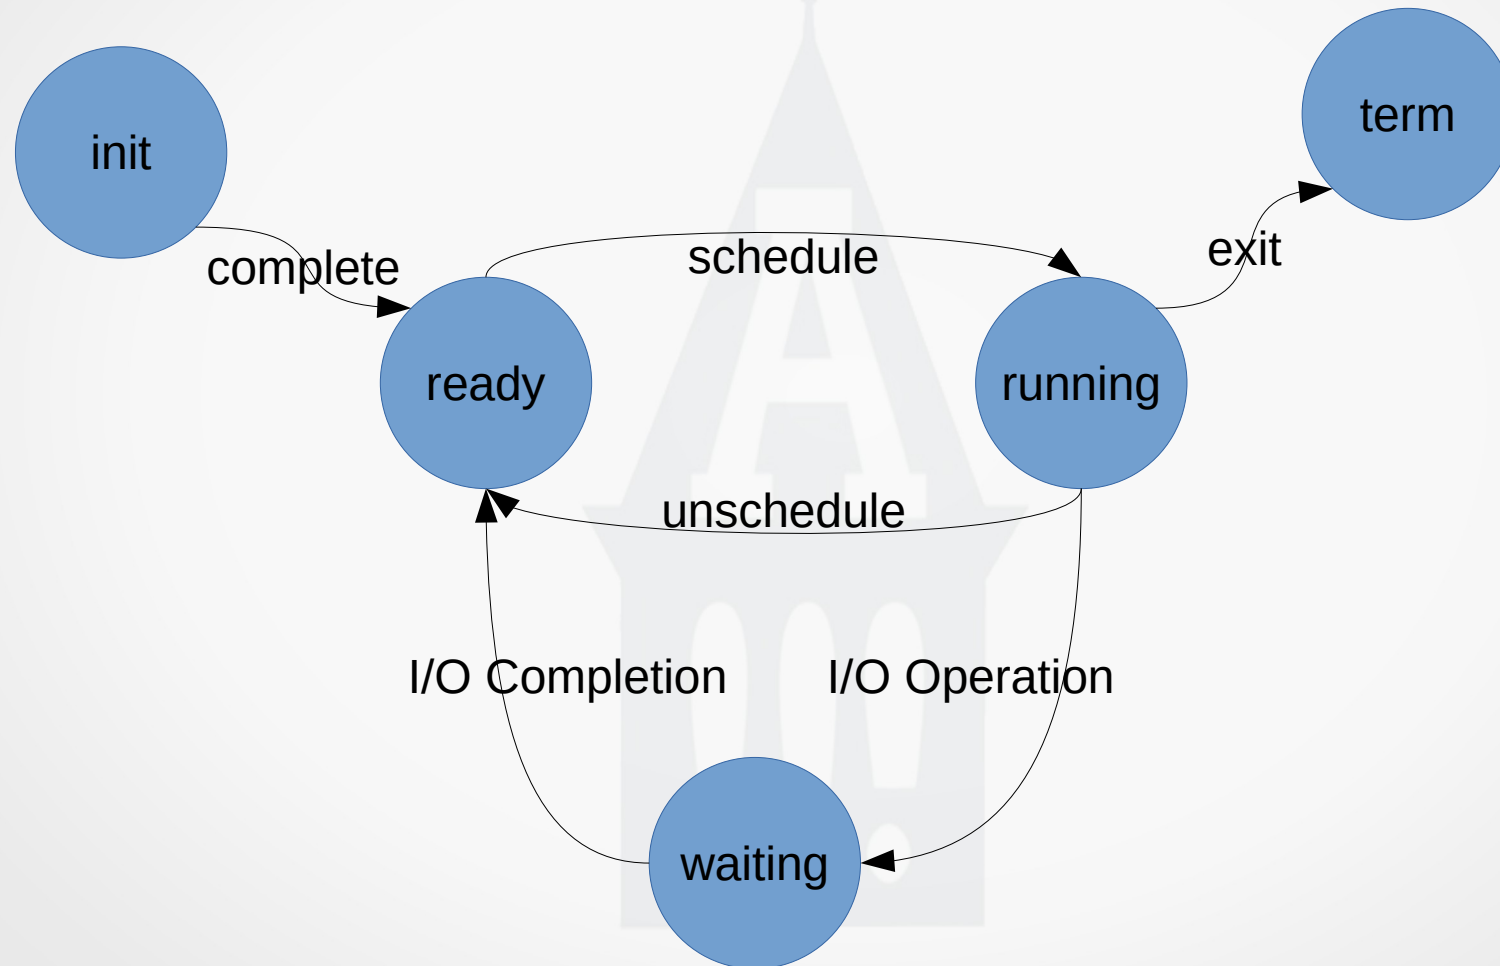 init
term
complete
schedule
exit
ready
running
unschedule
I/O Completion
I/O Operation
waiting